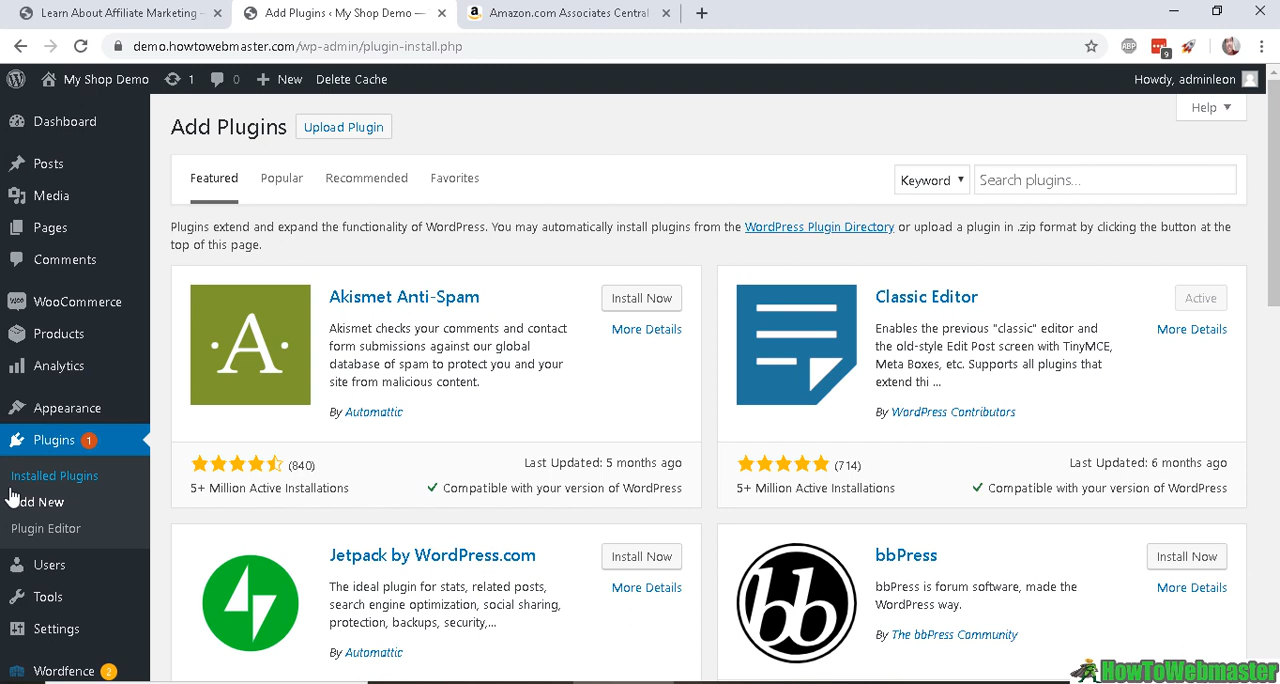 Learn About Affiliate Marketing -
Add Plugins ‹ My Shop Demo —
Amazon.com Associates Central
demo.howtowebmaster.com/wp-admin/plugin-install.php
ABP
9
My Shop Demo
1
0
New
Delete Cache
Howdy, adminleon
Dashboard
Posts
Media
Pages
Comments
WooCommerce
Products
Analytics
Appearance
Plugins 1
Installed Plugins
Add New
Plugin Editor
Users
Tools
Settings
Wordfence 2
Help ▼
Add Plugins
Upload Plugin
Featured
Popular
Recommended
Favorites
Keyword ▼
Search plugins...
Plugins extend and expand the functionality of WordPress. You may automatically install plugins from the WordPress Plugin Directory or upload a plugin in .zip format by clicking the button at the
top of this page.
A
Akismet Anti-Spam
Install Now
More Details
Akismet checks your comments and contact
form submissions against our global
database of spam to protect you and your
site from malicious content.
By Automattic
(840)
Last Updated: 5 months ago
5+ Million Active Installations
Compatible with your version of WordPress
Classic Editor
Active
More Details
Enables the previous "classic" editor and
the old-style Edit Post screen with TinyMCE,
Meta Boxes, etc. Supports all plugins that
extend thi ...
By WordPress Contributors
(714)
Last Updated: 6 months ago
5+ Million Active Installations
Compatible with your version of WordPress
Jetpack by WordPress.com
Install Now
More Details
The ideal plugin for stats, related posts,
search engine optimization, social sharing,
protection, backups, security,...
By Automattic
bb
bbPress
Install Now
More Details
bbPress is forum software, made the
WordPress way.
By The bbPress Community
HowToWebmaster